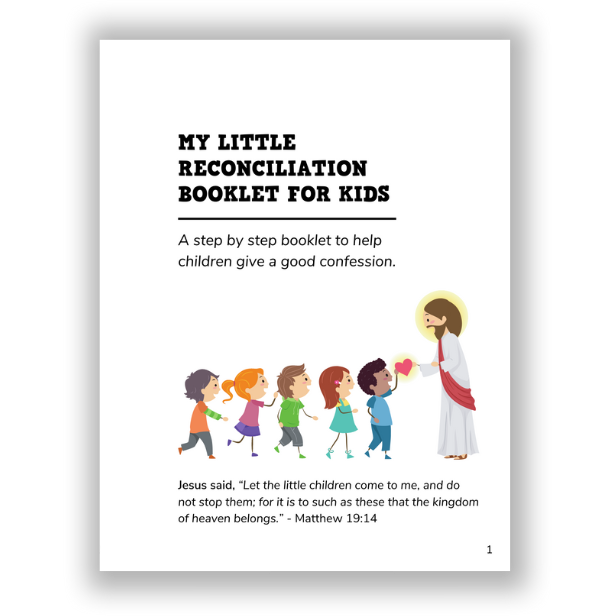 MY LITTLE
RECONCILIATION
BOOKLET FOR KIDS
A step by step booklet to help
children give a good confession.
Jesus said, “Let the little children come to me, and do
not stop them; for it is to such as these that the kingdom
of heaven belongs.” - Matthew 19:14
1